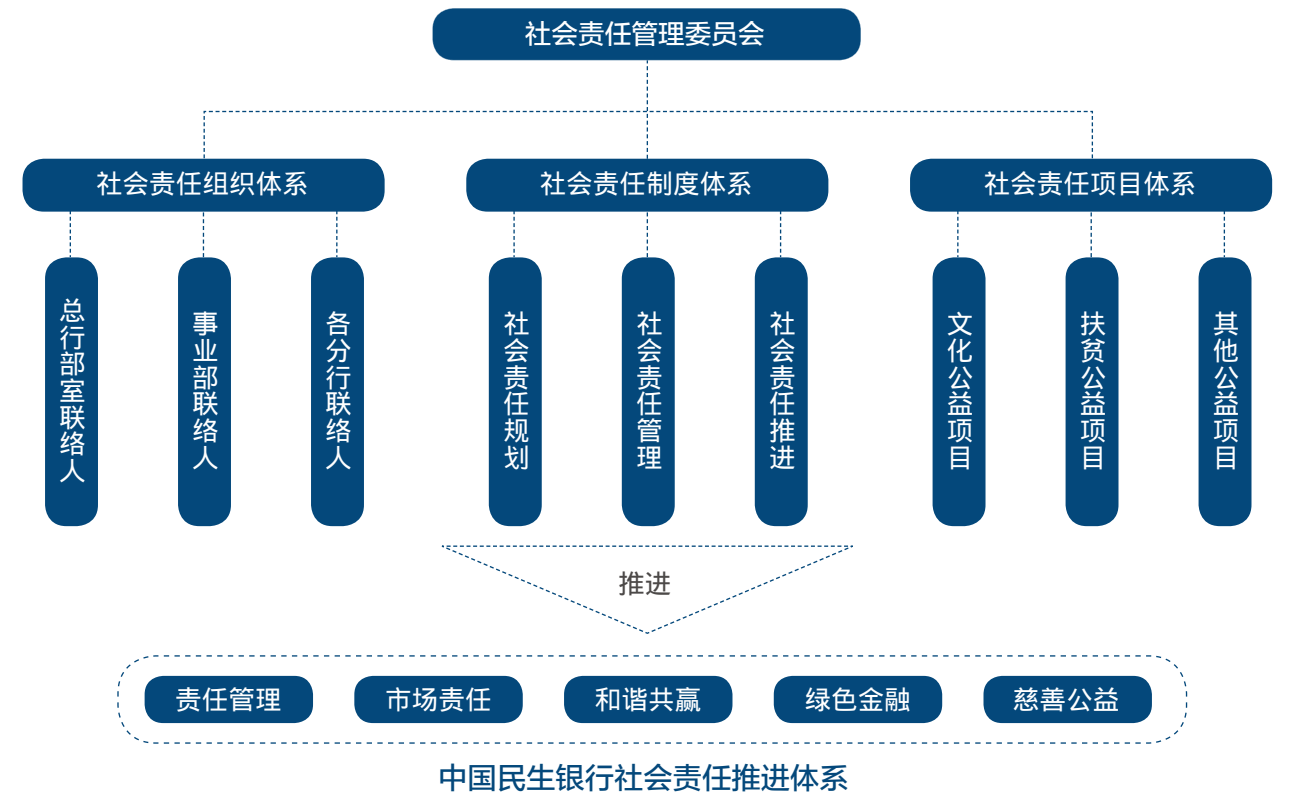 社会责任管理委员会
社会责任组织体系
社会责任制度体系
社会责任项目体系
总行部室联络人
事业部联络人
各分行联络人
社会责任规划
社会责任管理
社会责任推进
文化公益项目
扶贫公益项目
其他公益项目
推进
责任管理
市场责任
和谐共赢
绿色金融
慈善公益
中国民生银行社会责任推进体系